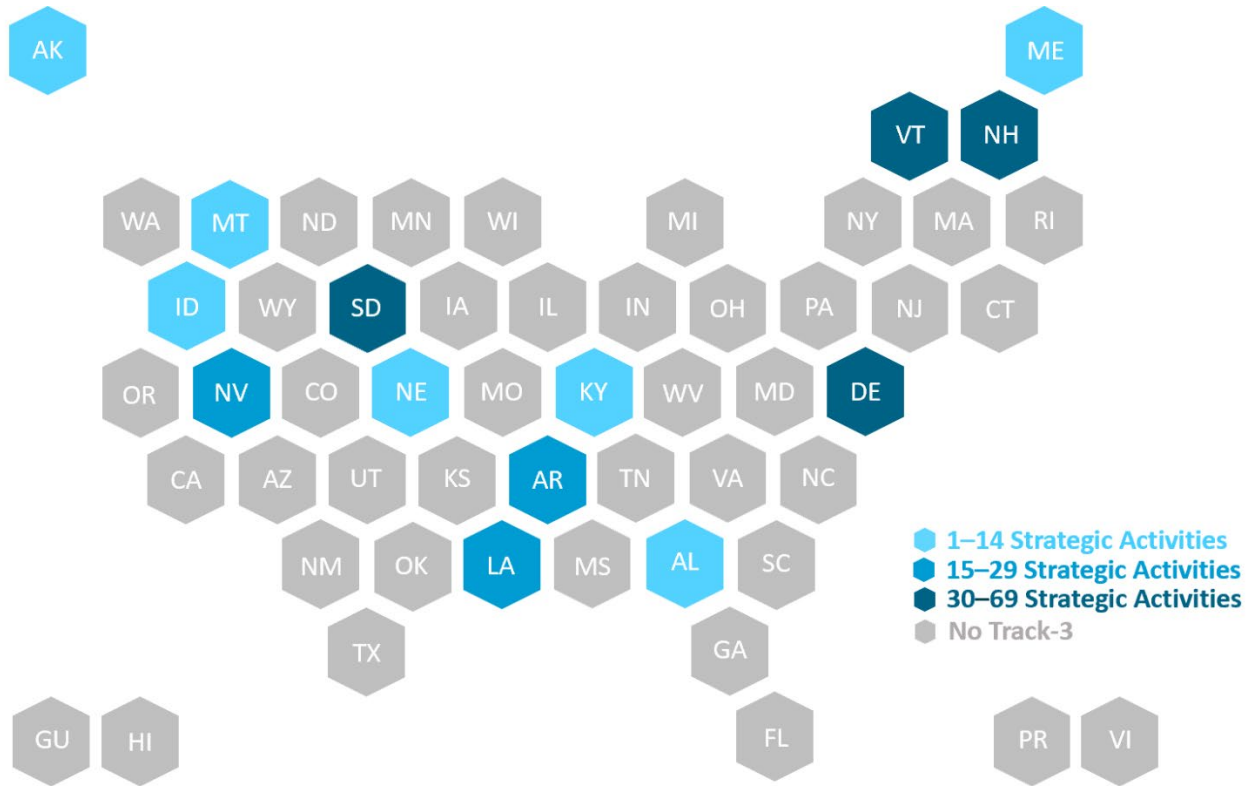 AK
ME
VT NH
WA MT ND MN WI MI NY MA RI
ID WY SD IA IL IN OH PA NJ CT
OR NV CO NE MO KY WV MD DE
CA AZ UT KS AR TN VA NC
NM OK LA MS AL SC
TX GA
GU HI FL PR VI
1–14 Strategic Activities
15–29 Strategic Activities
30–69 Strategic Activities
No Track-3